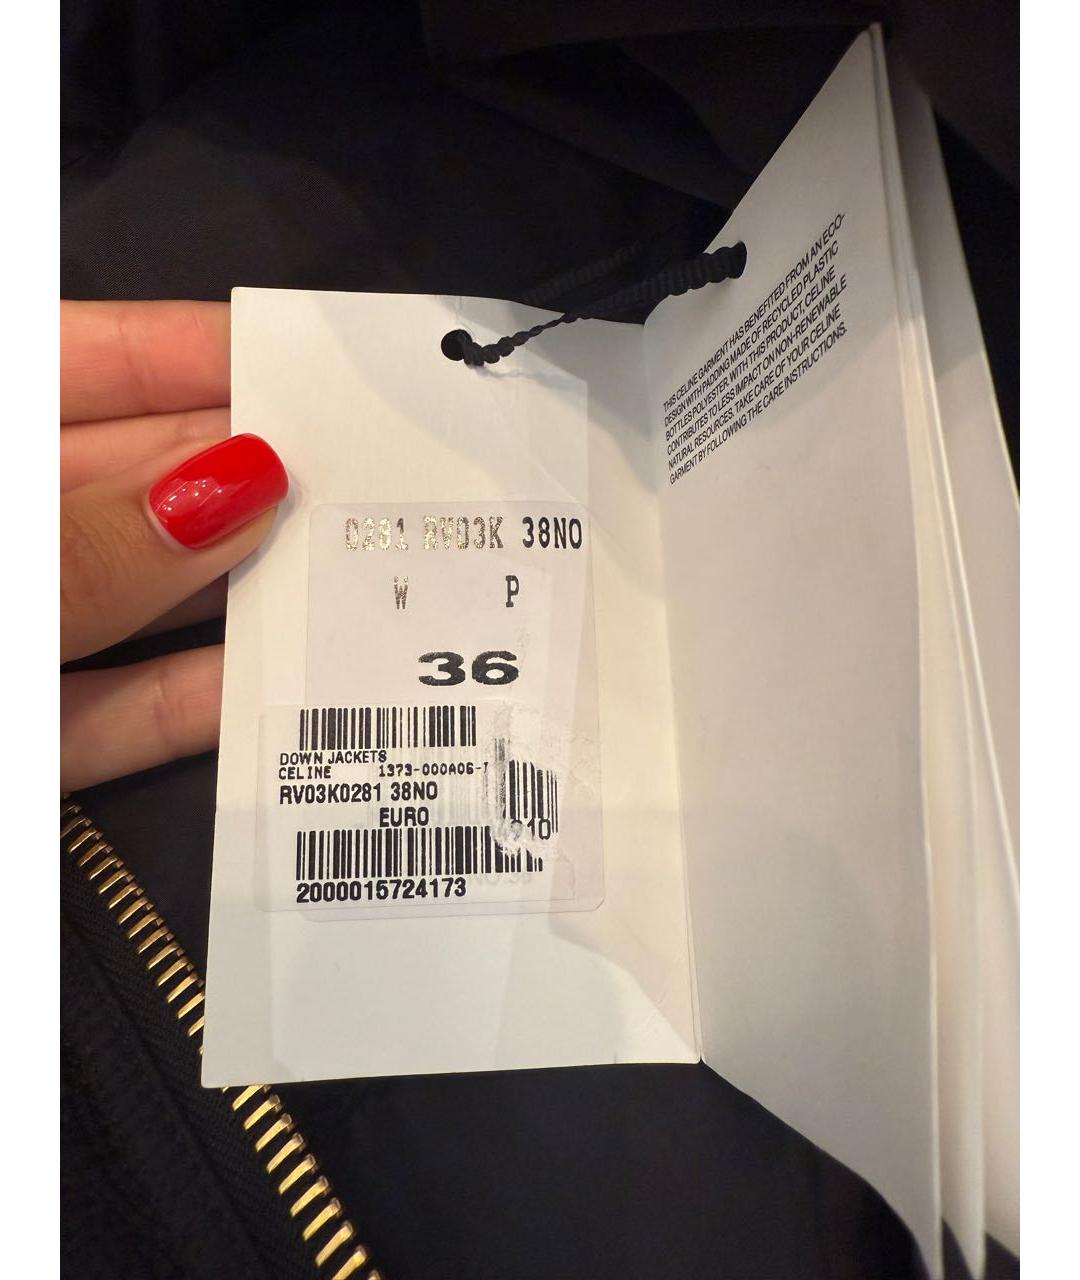 0281 RV03K 38NO
W P
36
DOWN JACKETS
CELINE 1373-000A06-
RV03K0281 38NO
EURO
10
2000015724173
THIS CELINE GARMENT HAS BENEFITED FROM AN ECO-
DESIGN WITH PADDING MADE OF RECYCLED PLASTIC
BOTTLES POLYESTER. WITH THIS PRODUCT, CELINE
CONTRIBUTES TO LESS IMPACT ON NON-RENEWABLE
NATURAL RESOURCES. TAKE CARE OF YOUR CELINE
GARMENT BY FOLLOWING THE CARE INSTRUCTIONS.